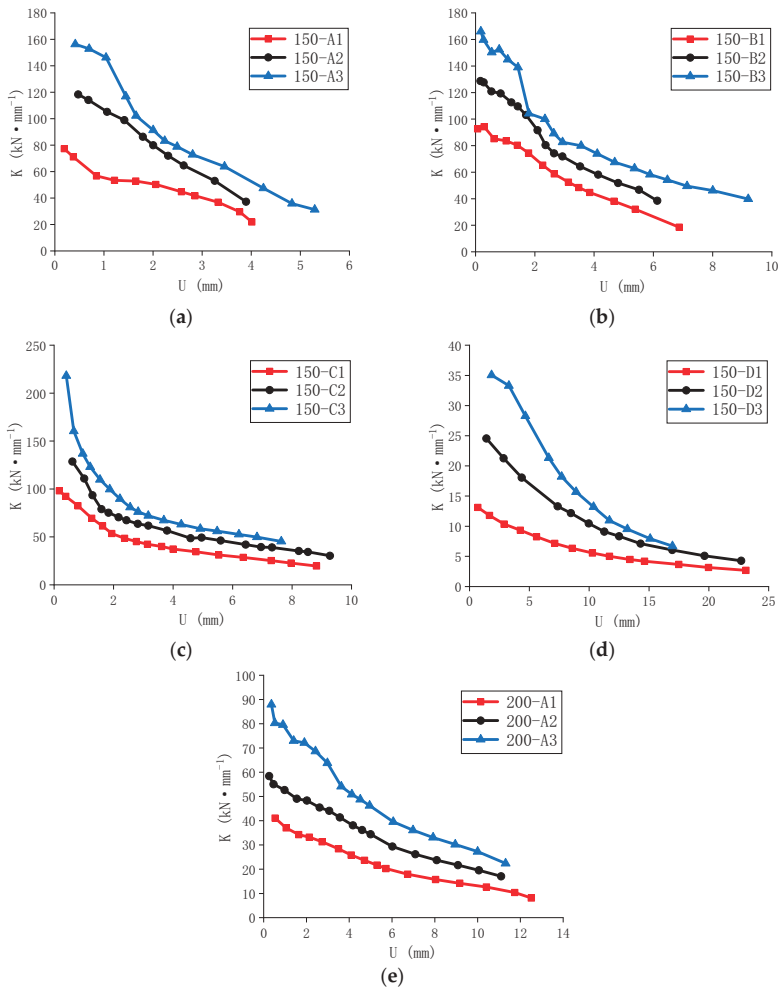 180
160
140
120
100
80
60
40
20
0
K (kN·mm⁻¹)
150-A1
150-A2
150-A3
0 1 2 3 4 5 6
U (mm)
(a)
180
160
140
120
100
80
60
40
20
0
K (kN·mm⁻¹)
150-B1
150-B2
150-B3
0 2 4 6 8 10
U (mm)
(b)
250
200
150
100
50
0
K (kN·mm⁻¹)
150-C1
150-C2
150-C3
0 2 4 6 8 10
U (mm)
(c)
40
35
30
25
20
15
10
5
0
K (kN·mm⁻¹)
150-D1
150-D2
150-D3
0 5 10 15 20 25
U (mm)
(d)
100
90
80
70
60
50
40
30
20
10
0
K (kN·mm⁻¹)
200-A1
200-A2
200-A3
0 2 4 6 8 10 12 14
U (mm)
(e)